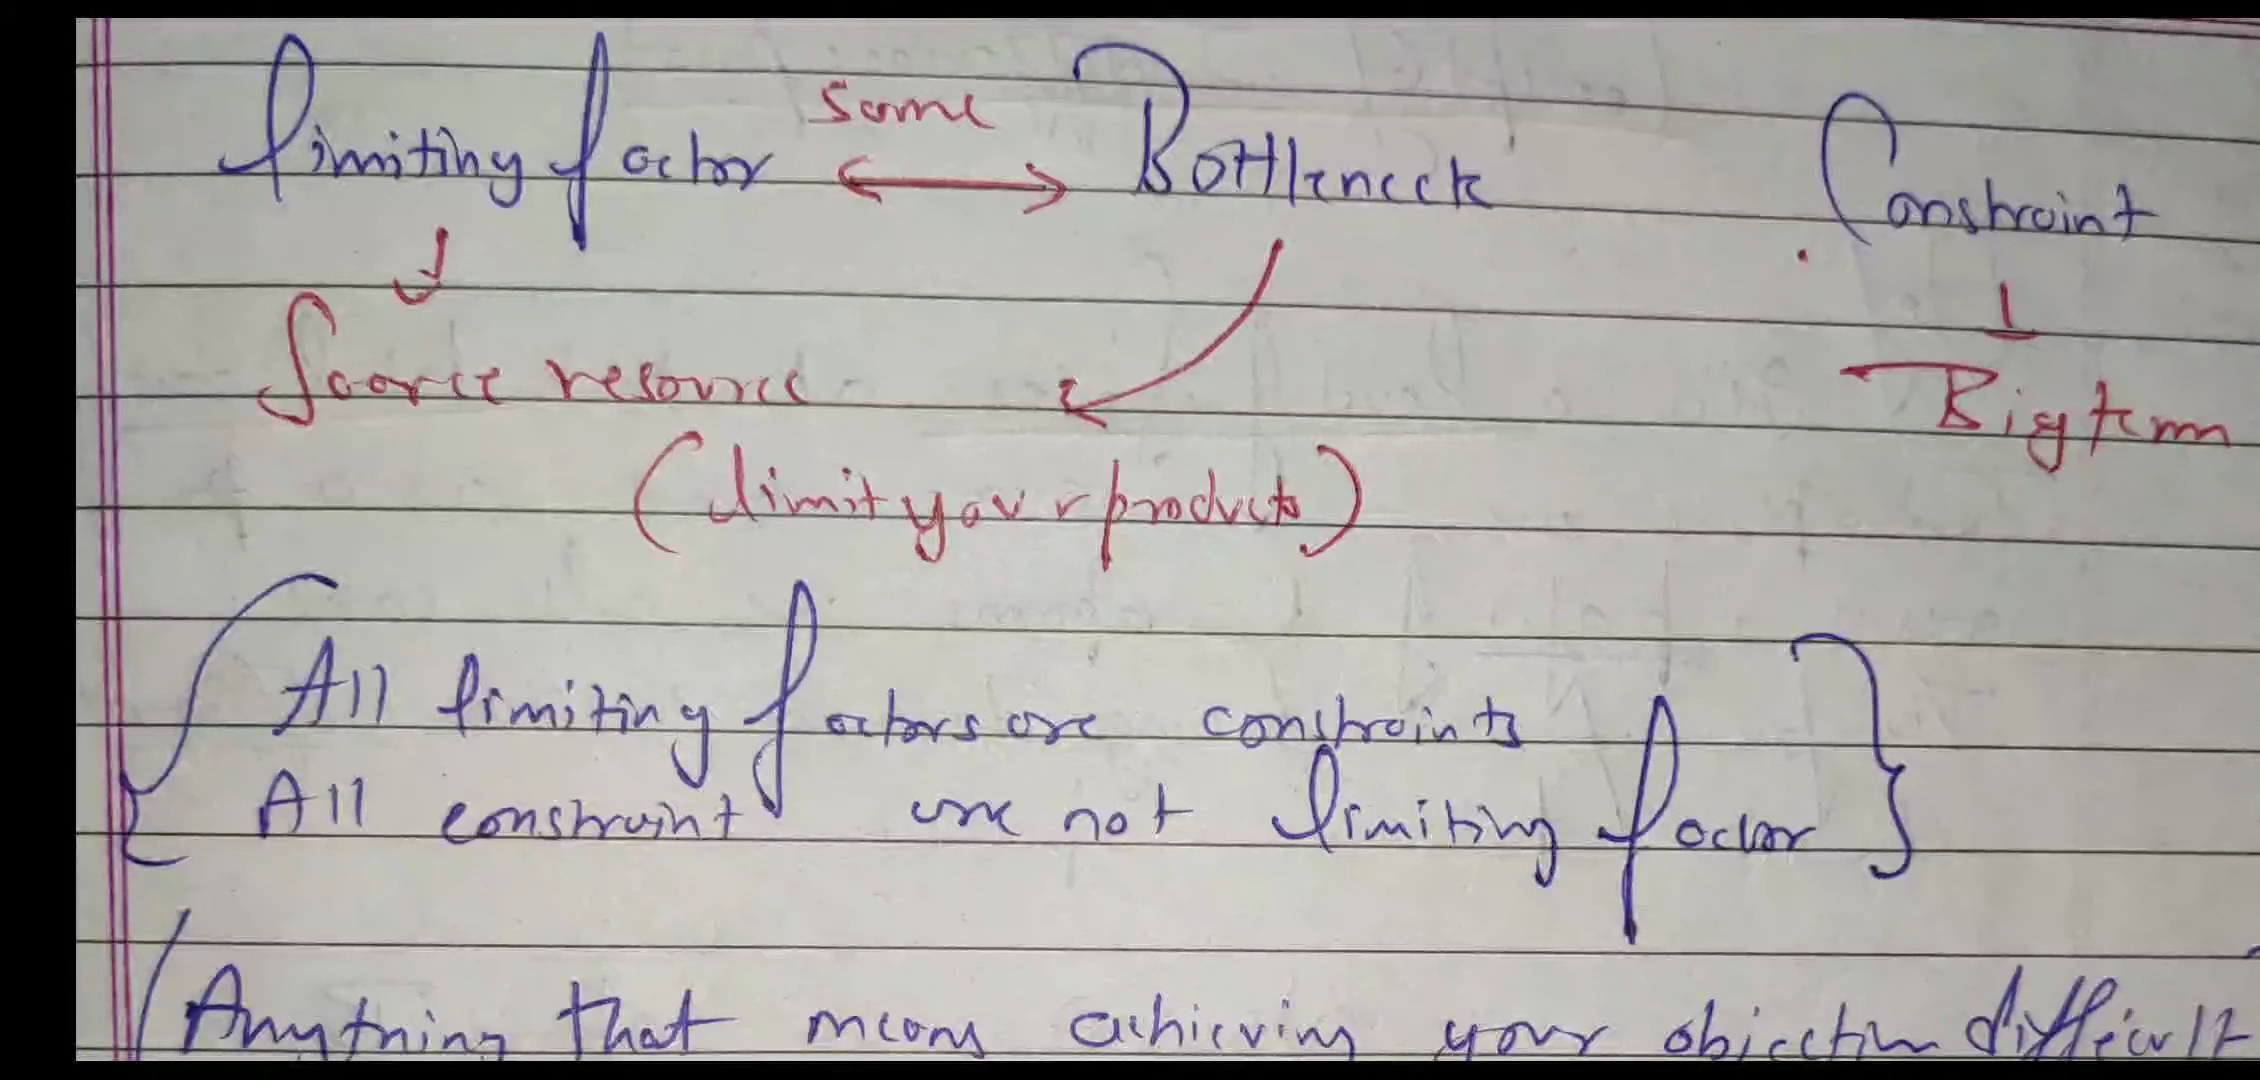 limiting factor same Bottleneck Constraint
Scarce resource Big term
(limit your products)
All limiting factors are constraints
All constraint are not limiting factor
(Anything that means achieving your objective difficult